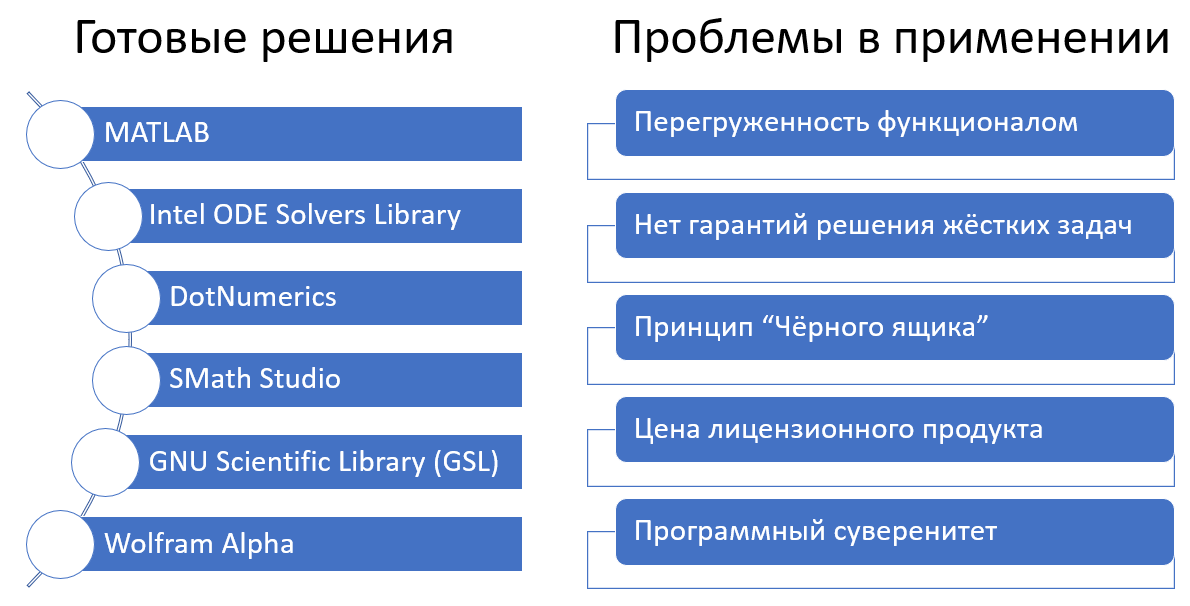 Готовые решения
MATLAB
Intel ODE Solvers Library
DotNumerics
SMath Studio
GNU Scientific Library (GSL)
Wolfram Alpha
Проблемы в применении
Перегруженность функционалом
Нет гарантий решения жёстких задач
Принцип “Чёрного ящика”
Цена лицензионного продукта
Программный суверенитет